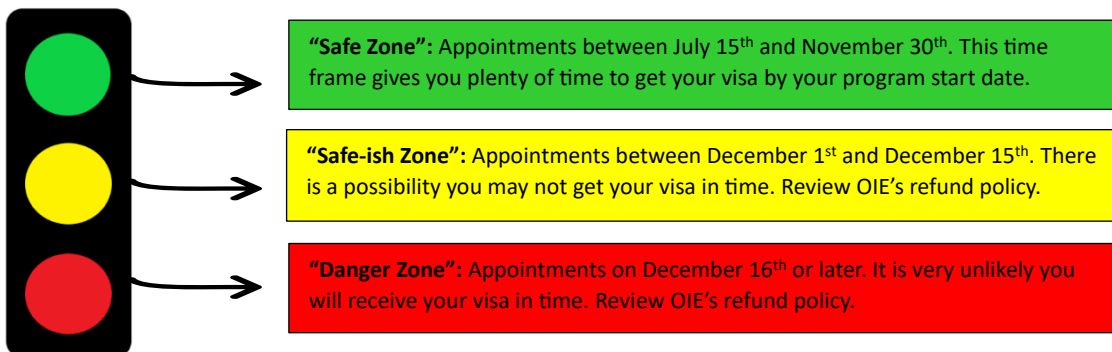 “Safe Zone”: Appointments between July 15th and November 30th. This time
frame gives you plenty of time to get your visa by your program start date.
“Safe-ish Zone”: Appointments between December 1st and December 15th. There
is a possibility you may not get your visa in time. Review OIE’s refund policy.
“Danger Zone”: Appointments on December 16th or later. It is very unlikely you
will receive your visa in time. Review OIE’s refund policy.